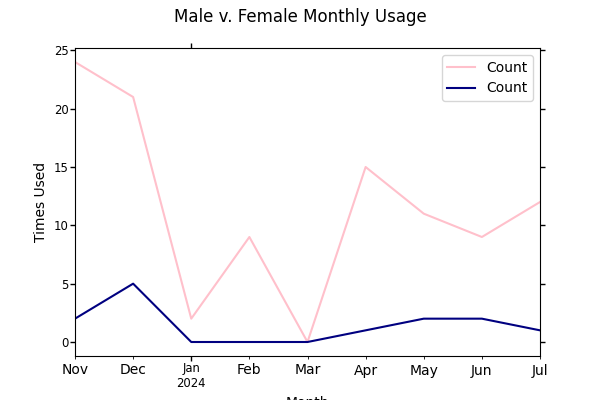 Male v. Female Monthly Usage
Count
Count
Times Used
25
20
15
10
5
0
Nov Dec Jan Feb Mar Apr May Jun Jul
2024
Month